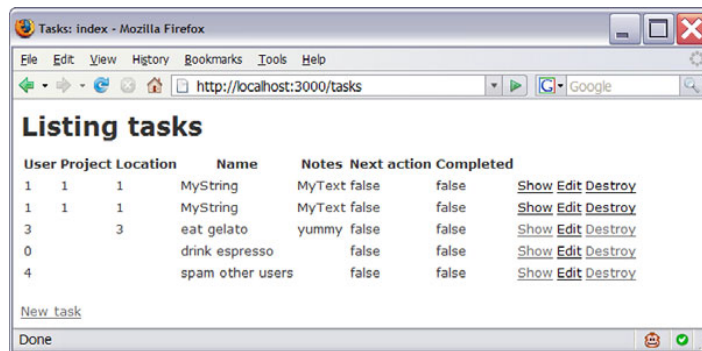 Tasks: index - Mozilla Firefox
File Edit View History Bookmarks Tools Help
http://localhost:3000/tasks G Google
Listing tasks
User Project Location Name Notes Next action Completed
1 1 1 MyString MyText false false Show Edit Destroy
1 1 1 MyString MyText false false Show Edit Destroy
3 3 eat gelato yummy false false Show Edit Destroy
0 drink espresso false false Show Edit Destroy
4 spam other users false false Show Edit Destroy
New task
Done